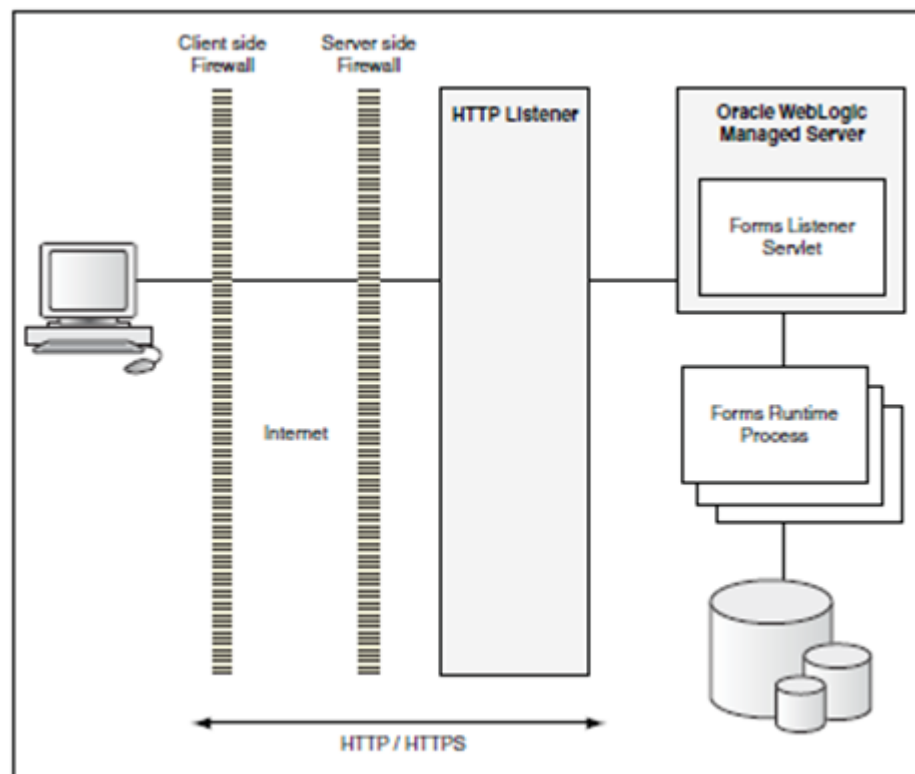 Client side
Firewall
Server side
Firewall
HTTP Listener
Oracle WebLogic
Managed Server
Forms Listener
Servlet
Internet
Forms Runtime
Process
HTTP / HTTPS